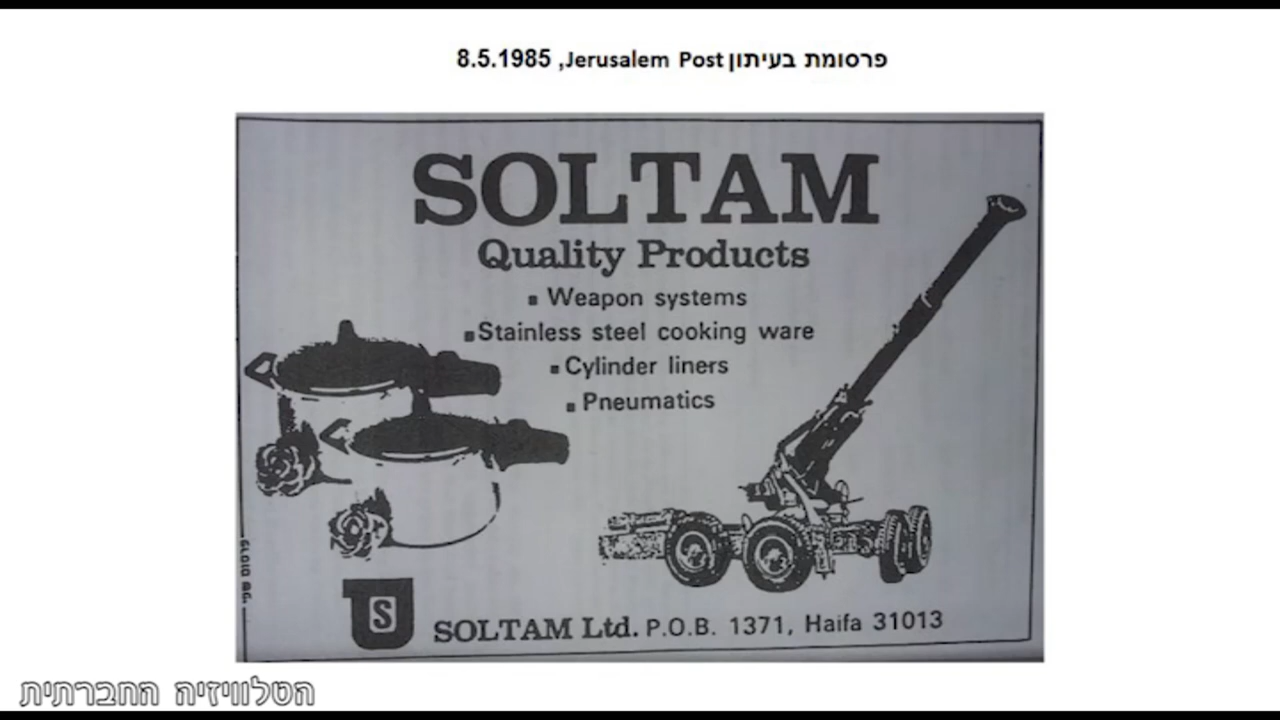 פרסומת בעיתון Jerusalem Post, 8.5.1985
SOLTAM
Quality Products
▪ Weapon systems
▪ Stainless steel cooking ware
▪ Cylinder liners
▪ Pneumatics
S
SOLTAM Ltd. P.O.B. 1371, Haifa 31013
הטלוויזיה החברתית